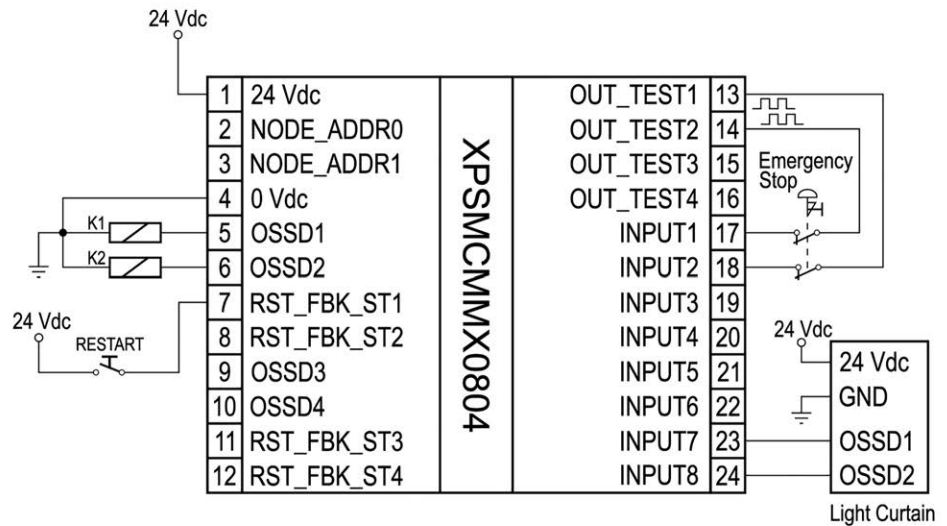 24 Vdc
1 24 Vdc
2 NODE_ADDR0
3 NODE_ADDR1
4 0 Vdc
5 OSSD1
6 OSSD2
7 RST_FBK_ST1
8 RST_FBK_ST2
9 OSSD3
10 OSSD4
11 RST_FBK_ST3
12 RST_FBK_ST4
K1
K2
24 Vdc
RESTART
XPSMCMMX0804
OUT_TEST1 13
OUT_TEST2 14
OUT_TEST3 15
OUT_TEST4 16
INPUT1 17
INPUT2 18
INPUT3 19
INPUT4 20
INPUT5 21
INPUT6 22
INPUT7 23
INPUT8 24
Emergency
Stop
24 Vdc
24 Vdc
GND
OSSD1
OSSD2
Light Curtain